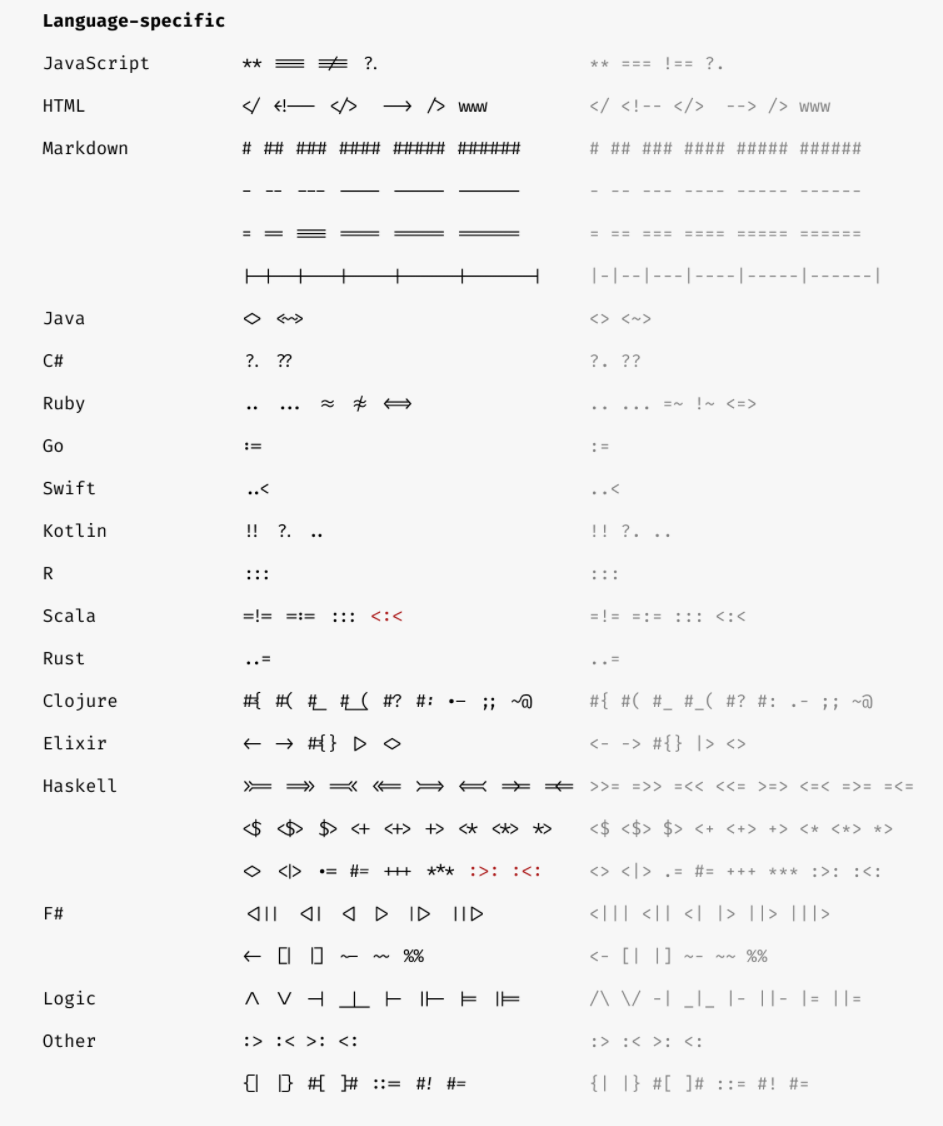 Language-specific
JavaScript ** === !== ?. ** === !== ?.
HTML </ <!-- </> --> /> www </ <!-- </> --> /> www
Markdown # ## ### #### ##### ###### # ## ### #### ##### ######
- -- --- ---- ----- ------ - -- --- ---- ----- ------
= == === ==== ===== ====== = == === ==== ===== ======
|-|--|---|----|-----|------| |-|--|---|----|-----|------|
Java <> <~> <> <~>
C# ?. ?? ?. ??
Ruby .. ... =~ !~ <=> .. ... =~ !~ <=>
Go := :=
Swift ..< ..<
Kotlin !! ?. .. !! ?. ..
R ::: :::
Scala =!= =:= ::: <:< =!= =:= ::: <:<
Rust ..= ..=
Clojure #{ #( #_ #_( #? #: .- ;; ~@ #{ #( #_ #_( #? #: .- ;; ~@
Elixir <- -> #{} |> <> <- -> #{} |> <>
Haskell >>= =>> =<< <<= >=> <=< =>= =<= >>= =>> =<< <<= >=> <=< =>= =<=
<$ <$> $> <+ <+> +> <* <*> *> <$ <$> $> <+ <+> +> <* <*> *>
<> <|> .= #= +++ *** :>: :<: <> <|> .= #= +++ *** :>: :<:
F# <||| <|| <| |> ||> |||> <||| <|| <| |> ||> |||>
<- [| |] ~- ~~ %% <- [| |] ~- ~~ %%
Logic /\ \/ -| _|_ |- ||- |= ||= /\ \/ -| _|_ |- ||- |= ||=
Other :> :< >: <: :> :< >: <:
{| |} #[ ]# ::= #! #= {| |} #[ ]# ::= #! #=